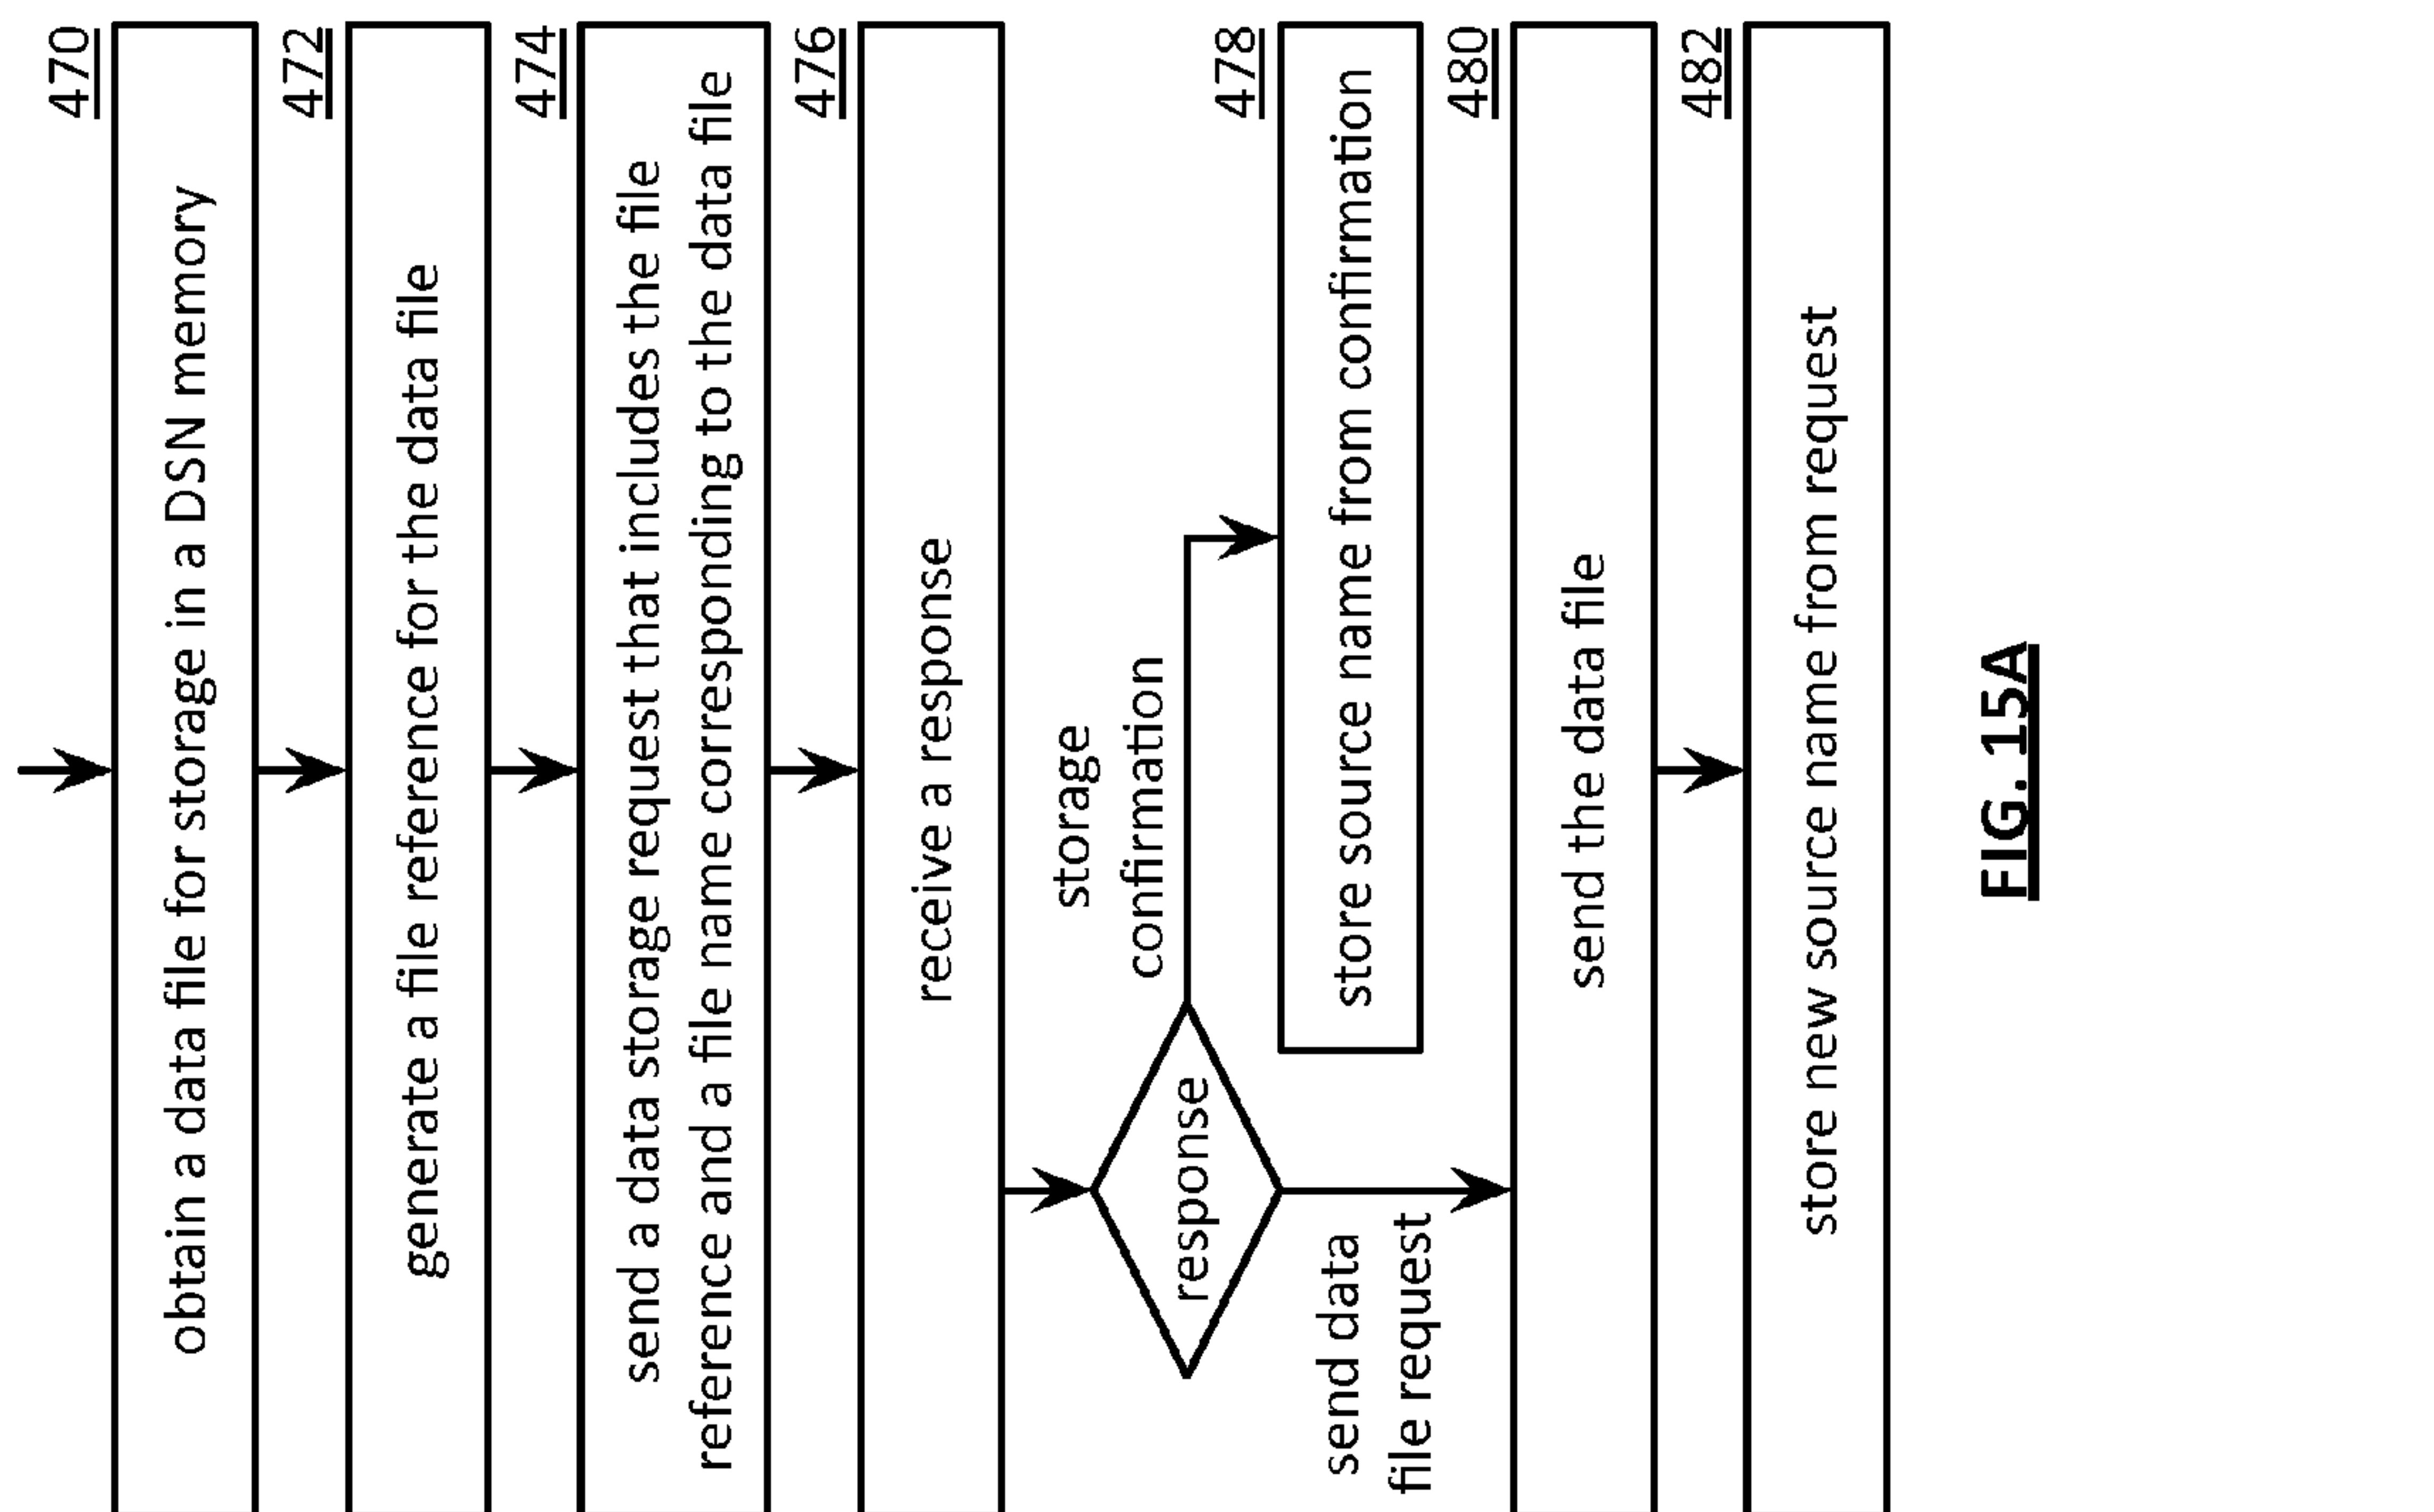 470
obtain a data file for storage in a DSN memory
472
generate a file reference for the data file
474
send a data storage request that includes the file
reference and a file name corresponding to the data file
476
receive a response
storage
confirmation
response
478
store source name from confirmation
send data
file request
480
send the data file
482
store new source name from request
FIG. 15A